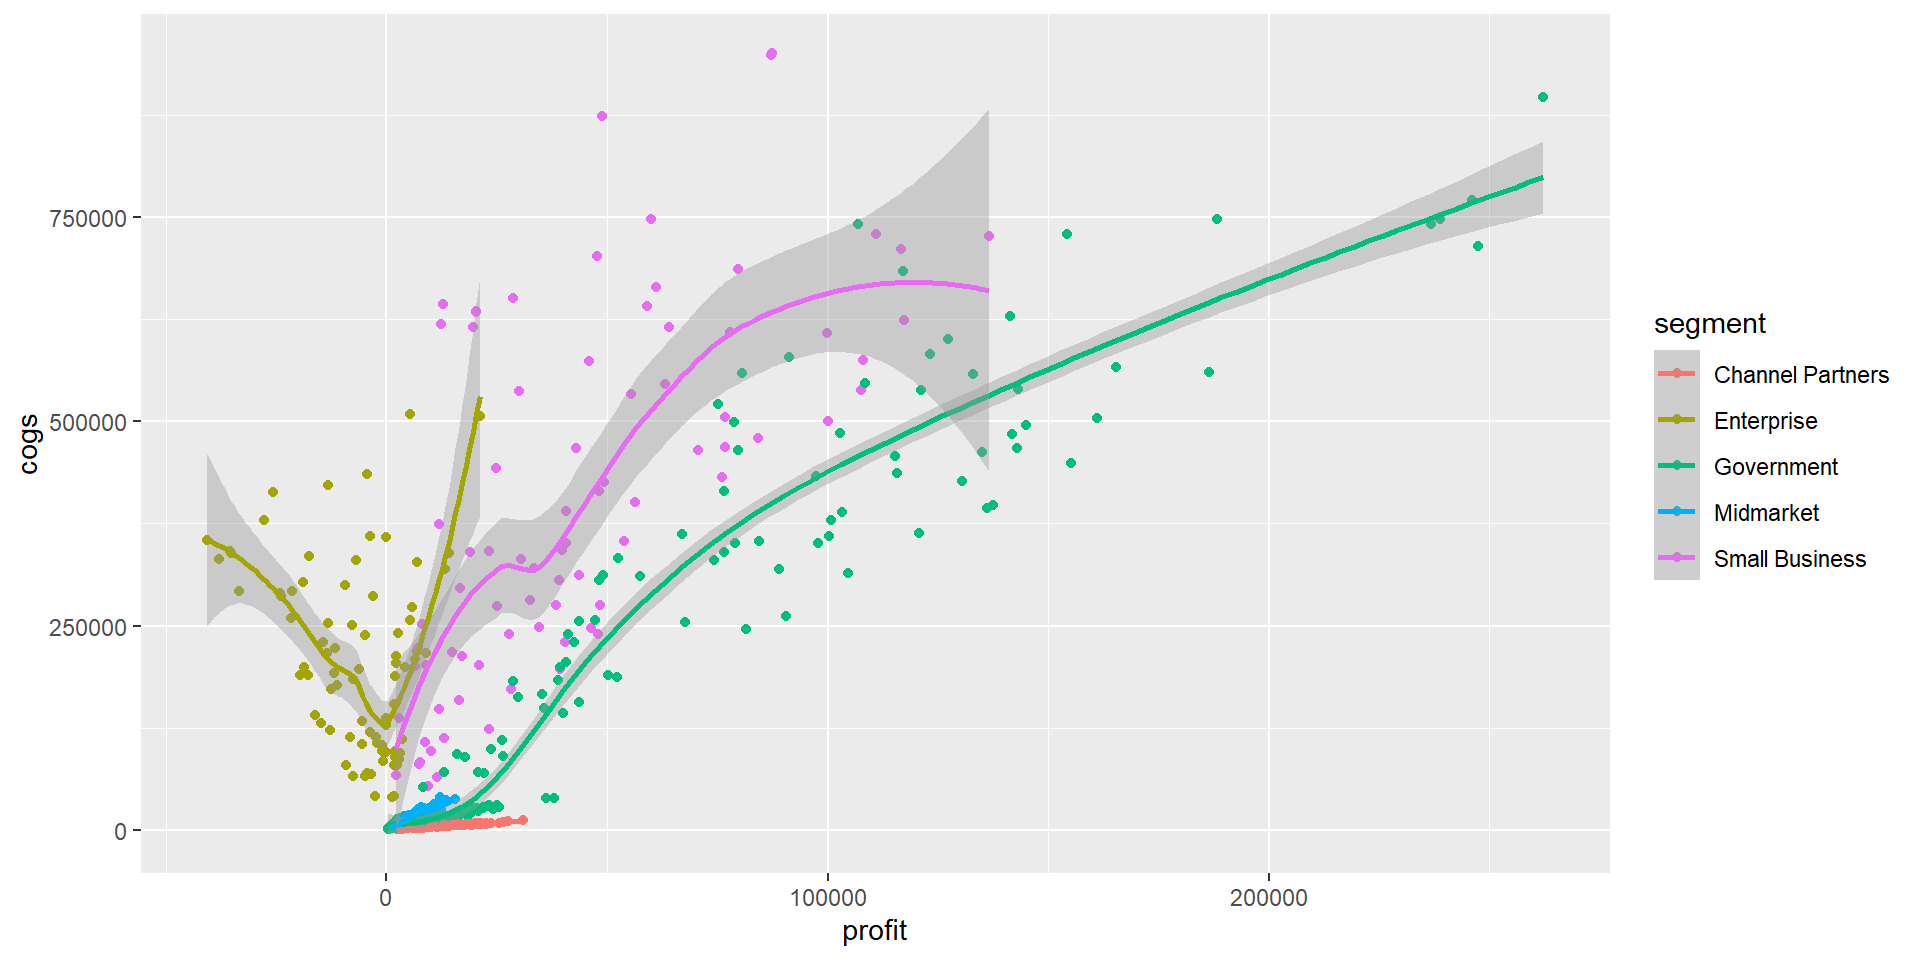 cogs
750000
500000
250000
0
0
100000
200000
profit
segment
Channel Partners
Enterprise
Government
Midmarket
Small Business